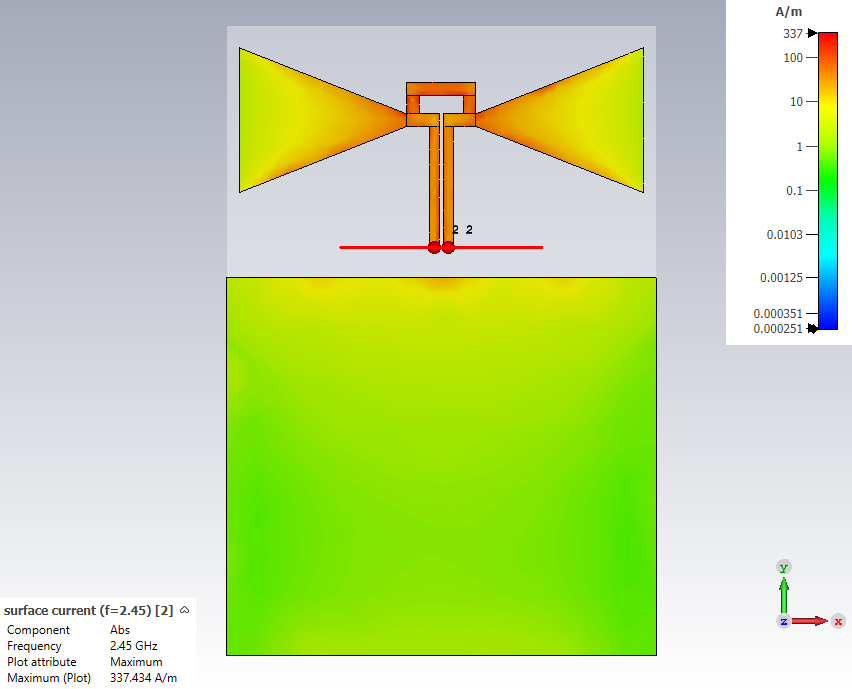 A/m
337
100
10
1
0.1
0.0103
0.00125
0.000351
0.000251
2 2
y
z x
surface current (f=2.45) [2]
Component Abs
Frequency 2.45 GHz
Plot attribute Maximum
Maximum (Plot) 337.434 A/m